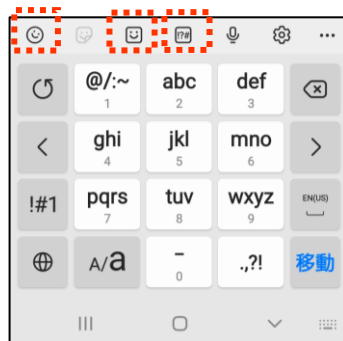 !?#
@/:~ abc def
1 2 3
ghi jkl mno
4 5 6
!#1 pqrs tuv wxyz EN(US)
7 8 9
A/a – .,?! 移動
0